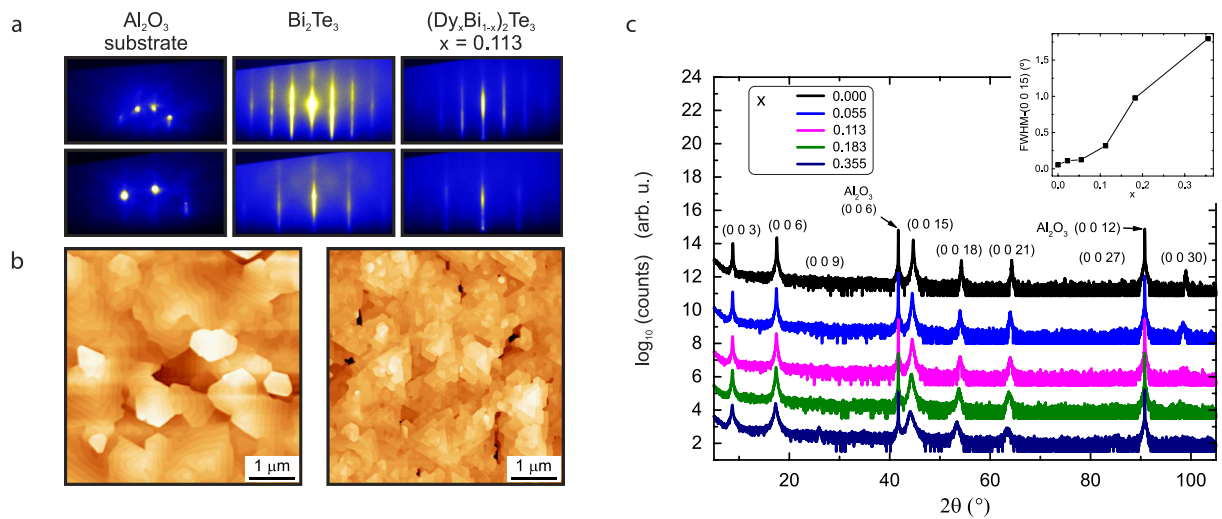 a
Al₂O₃
substrate
Bi₂Te₃
(DyₓBi₁₋ₓ)₂Te₃
x = 0.113
b
1 μm
1 μm
c
FWHM-(0 0 15) (°)
1.5
1.0
0.5
0.0
0.0 0.1 0.2 0.3
x
x
0.000
0.055
0.113
0.183
0.355
log₁₀ (counts) (arb. u.)
24
22
20
18
16
14
12
10
8
6
4
2
(0 0 3)
(0 0 6)
(0 0 9)
Al₂O₃
(0 0 6)
(0 0 15)
(0 0 18)
(0 0 21)
Al₂O₃ (0 0 12)
(0 0 27)
(0 0 30)
20 40 60 80 100
2θ (°)